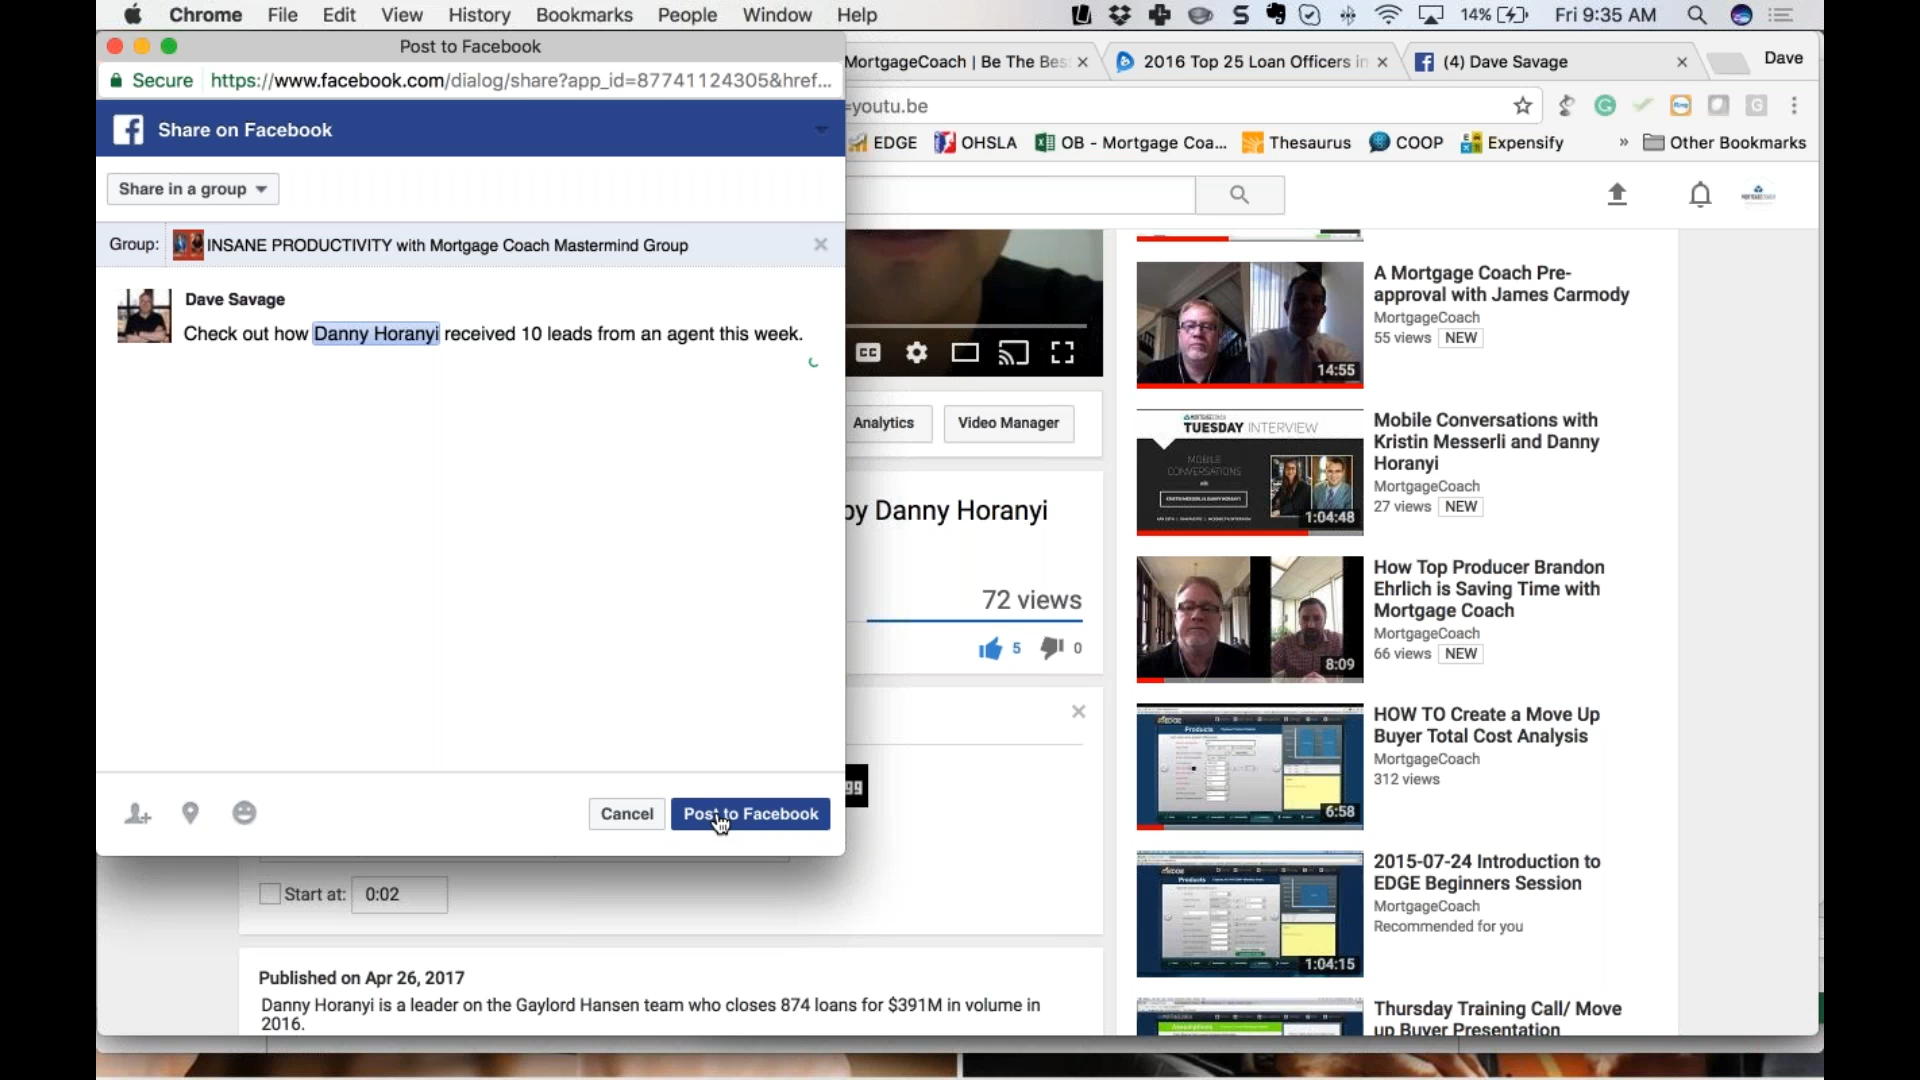 Chrome File Edit View History Bookmarks People Window Help
14% Fri 9:35 AM
Post to Facebook
Secure https://www.facebook.com/dialog/share?app_id=87741124305&href...
Share on Facebook
Share in a group
Group: INSANE PRODUCTIVITY with Mortgage Coach Mastermind Group
Dave Savage
Check out how Danny Horanyi received 10 leads from an agent this week.
Cancel Post to Facebook
MortgageCoach | Be The Bes
2016 Top 25 Loan Officers in
(4) Dave Savage
Dave
=youtu.be
EDGE OHSLA OB - Mortgage Coa... Thesaurus COOP Expensify » Other Bookmarks
CC
Analytics Video Manager
by Danny Horanyi
72 views
5 0
Start at: 0:02
Published on Apr 26, 2017
Danny Horanyi is a leader on the Gaylord Hansen team who closes 874 loans for $391M in volume in
2016.
A Mortgage Coach Pre-
approval with James Carmody
MortgageCoach
55 views NEW
14:55
TUESDAY INTERVIEW
MOBILE
CONVERSATIONS
1:04:48
Mobile Conversations with
Kristin Messerli and Danny
Horanyi
MortgageCoach
27 views NEW
How Top Producer Brandon
Ehrlich is Saving Time with
Mortgage Coach
MortgageCoach
66 views NEW
8:09
HOW TO Create a Move Up
Buyer Total Cost Analysis
MortgageCoach
312 views
Products
6:58
2015-07-24 Introduction to
EDGE Beginners Session
MortgageCoach
Recommended for you
Products
1:04:15
Thursday Training Call/ Move
up Buyer Presentation